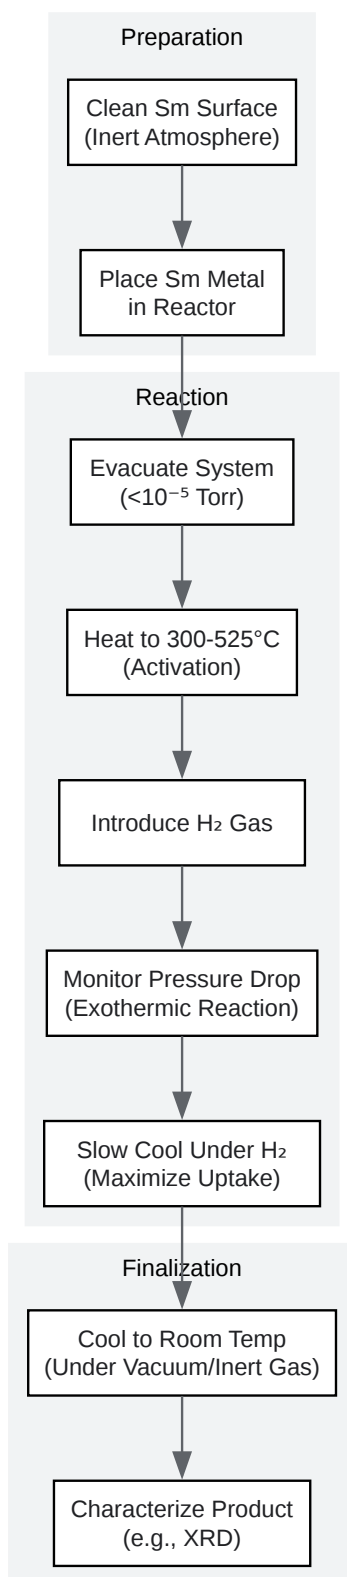 Preparation
Clean Sm Surface
(Inert Atmosphere)
Place Sm Metal
in Reactor
Reaction
Evacuate System
(<10⁻⁵ Torr)
Heat to 300-525°C
(Activation)
Introduce H₂ Gas
Monitor Pressure Drop
(Exothermic Reaction)
Slow Cool Under H₂
(Maximize Uptake)
Finalization
Cool to Room Temp
(Under Vacuum/Inert Gas)
Characterize Product
(e.g., XRD)